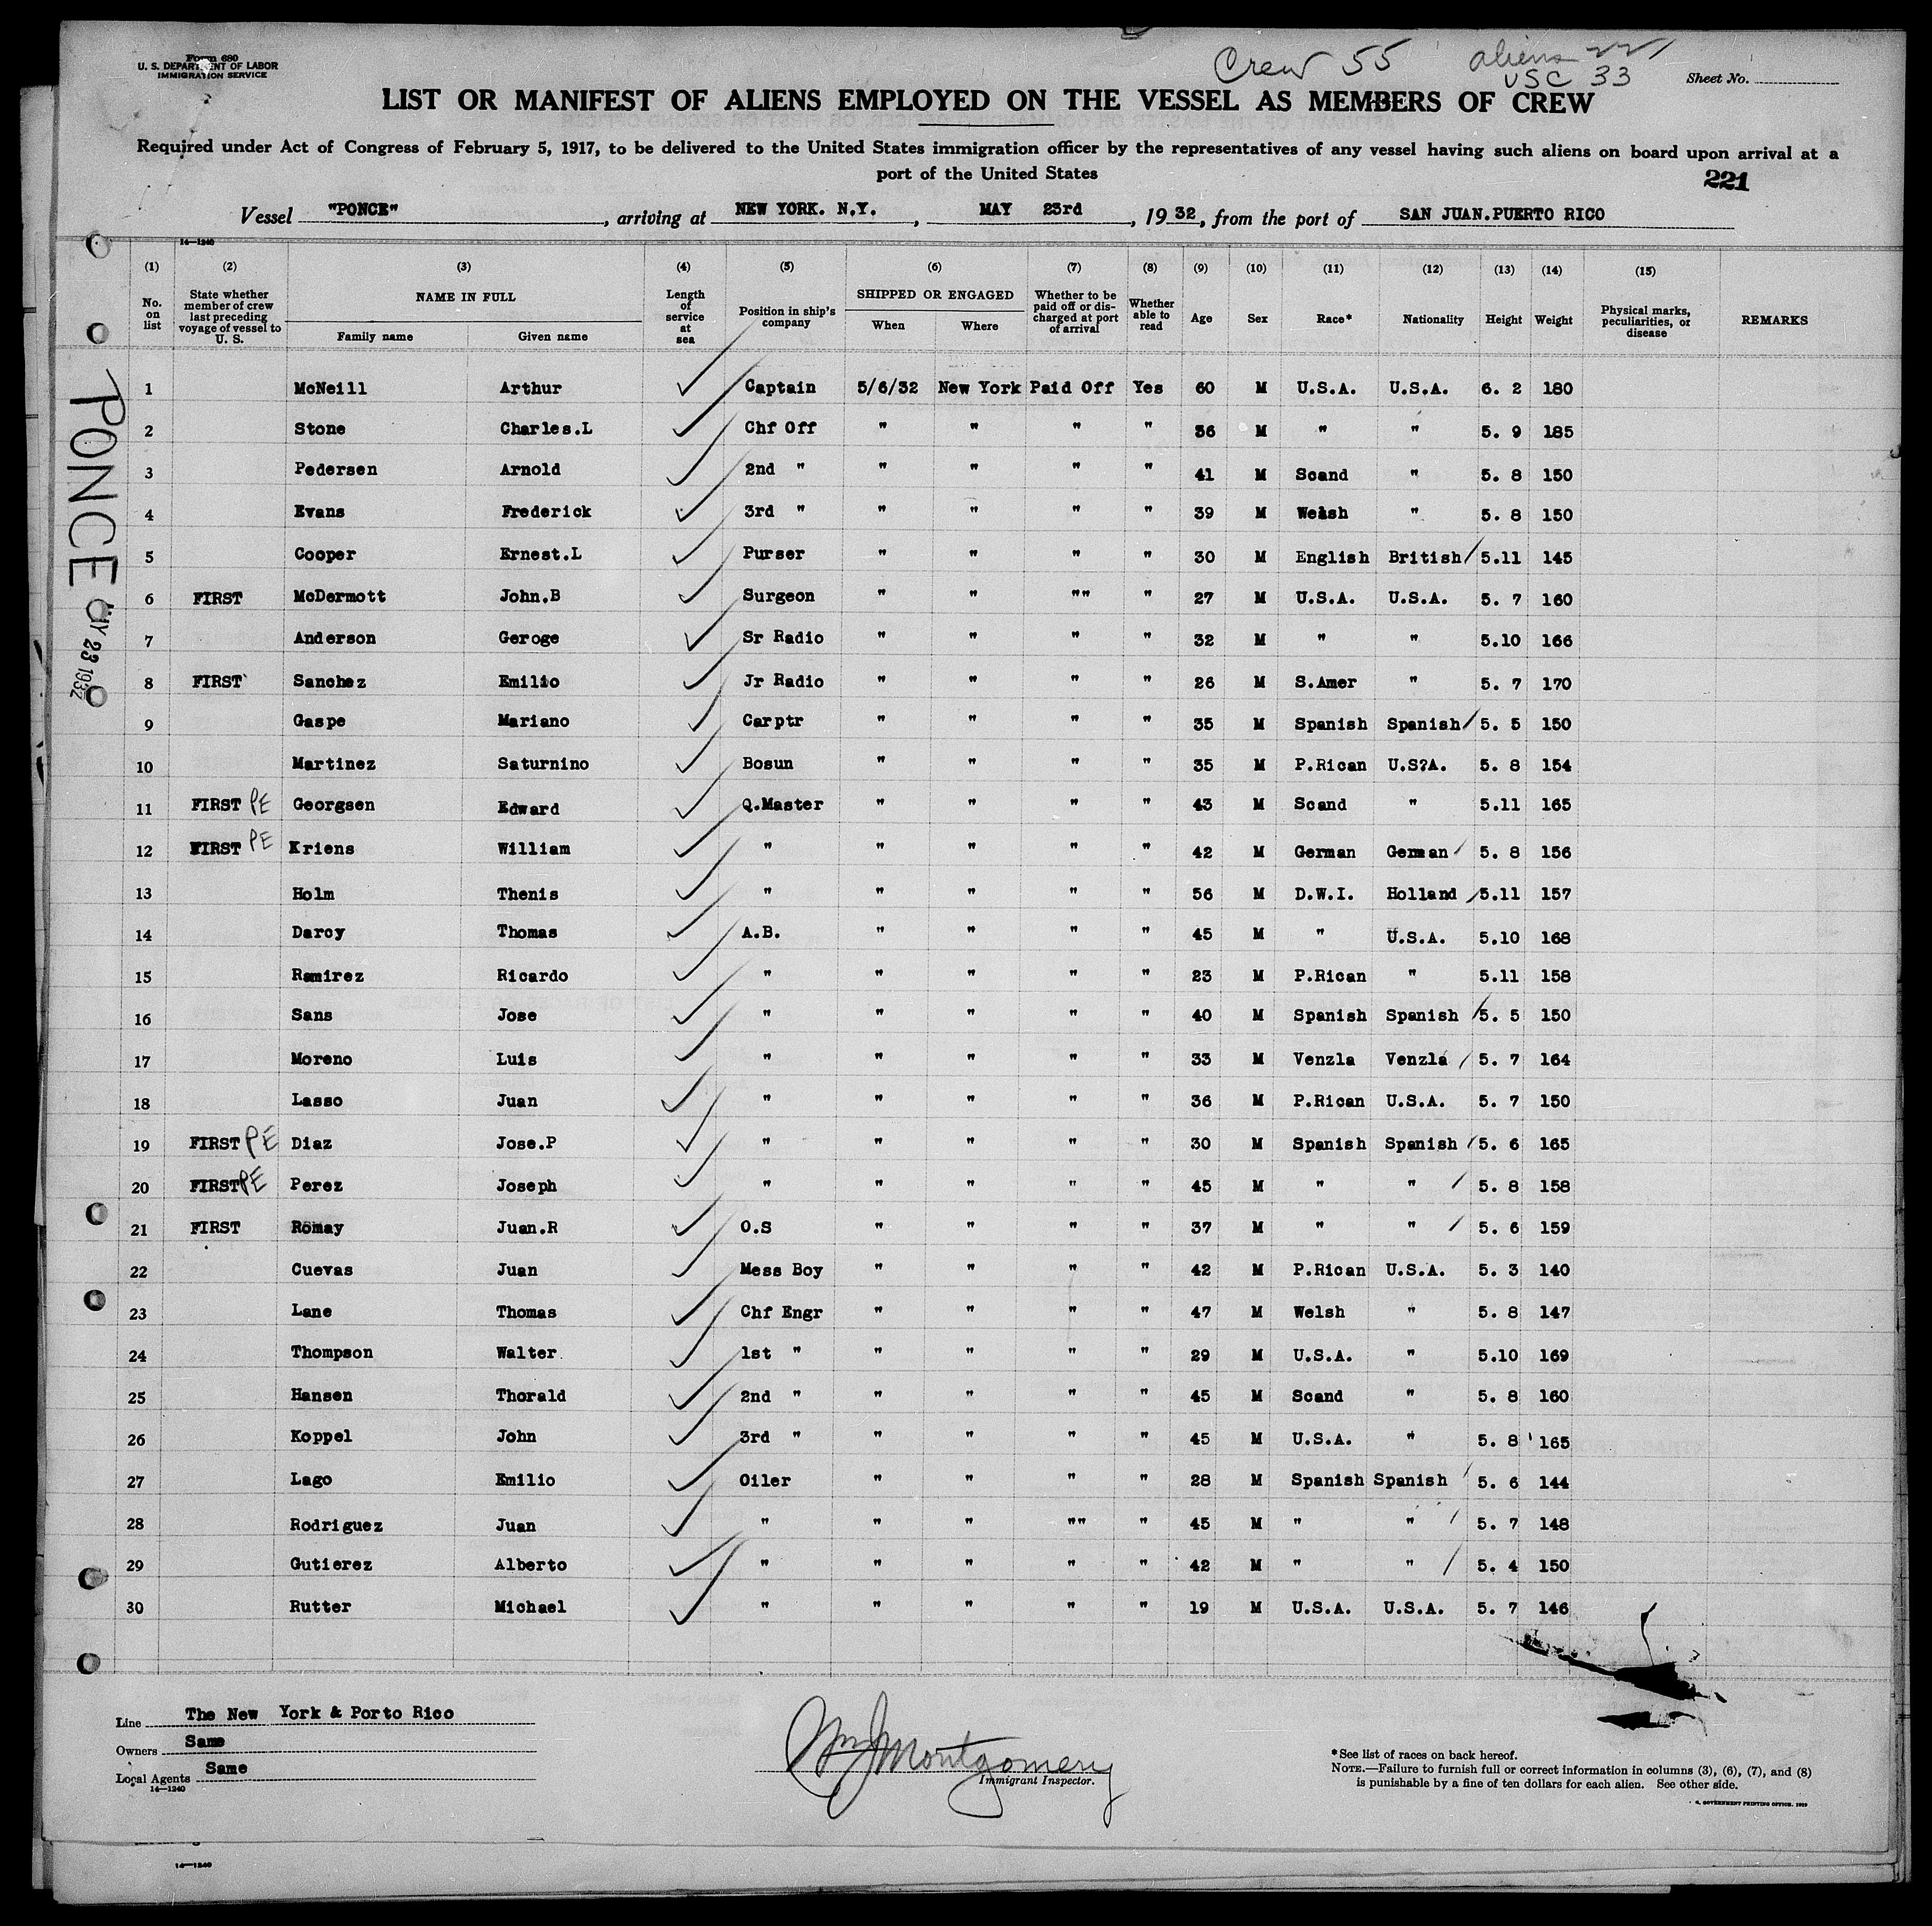 Form 680
U. S. DEPARTMENT OF LABOR
IMMIGRATION SERVICE
Crew 55 aliens 22
USC 33
Sheet No.
LIST OR MANIFEST OF ALIENS EMPLOYED ON THE VESSEL AS MEMBERS OF CREW
Required under Act of Congress of February 5, 1917, to be delivered to the United States immigration officer by the representatives of any vessel having such aliens on board upon arrival at a
port of the United States
221
Vessel "PONCE", arriving at NEW YORK. N.Y., MAY 23rd, 1932, from the port of SAN JUAN.PUERTO RICO
14—1240
(1) (2) (3) (4) (5) (6) (7) (8) (9) (10) (11) (12) (13) (14) (15)
No. on list State whether member of crew last preceding voyage of vessel to U. S. NAME IN FULL Family name Given name Length of service at sea Position in ship's company SHIPPED OR ENGAGED When Where Whether to be paid off or discharged at port of arrival Whether able to read Age Sex Race* Nationality Height Weight Physical marks, peculiarities, or disease REMARKS
PONCE
MAY 23 1932
1 McNeill Arthur Captain 5/6/32 New York Paid Off Yes 60 M U.S.A. U.S.A. 6. 2 180
2 Stone Charles.L Chf Off " " " " 36 M " " 5. 9 185
3 Pedersen Arnold 2nd " " " " " 41 M Scand " 5. 8 150
4 Evans Frederick 3rd " " " " " 39 M Welsh " 5. 8 150
5 Cooper Ernest.L Purser " " " " 30 M English British 5.11 145
6 FIRST McDermott John.B Surgeon " " "" " 27 M U.S.A. U.S.A. 5. 7 160
7 Anderson Geroge Sr Radio " " " " 32 M " " 5.10 166
8 FIRST Sanchez Emilio Jr Radio " " " " 26 M S.Amer " 5. 7 170
9 Gaspe Mariano Carptr " " " " 35 M Spanish Spanish 5. 5 150
10 Martinez Saturnino Bosun " " " " 35 M P.Rican U.S?A. 5. 8 154
11 FIRST PE Georgsen Edward Q.Master " " " " 43 M Scand " 5.11 165
12 FIRST PE Kriens William " " " " " 42 M German German 5. 8 156
13 Holm Thenis " " " " " 56 M D.W.I. Holland 5.11 157
14 Darcy Thomas A.B. " " " " 45 M " U.S.A. 5.10 168
15 Ramirez Ricardo " " " " " 23 M P.Rican " 5.11 158
16 Sans Jose " " " " " 40 M Spanish Spanish 5. 5 150
17 Moreno Luis " " " " " 33 M Venzla Venzla 5. 7 164
18 Lasso Juan " " " " " 36 M P.Rican U.S.A. 5. 7 150
19 FIRST PE Diaz Jose.P " " " " " 30 M Spanish Spanish 5. 6 165
20 FIRST PE Perez Joseph " " " " " 45 M " " 5. 8 158
21 FIRST Romay Juan.R O.S " " " " 37 M " " 5. 6 159
22 Cuevas Juan Mess Boy " " " " 42 M P.Rican U.S.A. 5. 3 140
23 Lane Thomas Chf Engr " " " " 47 M Welsh " 5. 8 147
24 Thompson Walter 1st " " " " " 29 M U.S.A. " 5.10 169
25 Hansen Thorald 2nd " " " " " 45 M Scand " 5. 8 160
26 Koppel John 3rd " " " " " 45 M U.S.A. " 5. 8 165
27 Lago Emilio Oiler " " " " 28 M Spanish Spanish 5. 6 144
28 Rodriguez Juan " " " "" " 45 M " " 5. 7 148
29 Gutierez Alberto " " " " " 42 M " " 5. 4 150
30 Rutter Michael " " " " " 19 M U.S.A. U.S.A. 5. 7 146
Line The New York & Porto Rico
Owners Same
Local Agents Same
14—1240
Wm J Montgomery
Immigrant Inspector.
*See list of races on back hereof.
NOTE.—Failure to furnish full or correct information in columns (3), (6), (7), and (8)
is punishable by a fine of ten dollars for each alien. See other side.
GOVERNMENT PRINTING OFFICE
14—1240